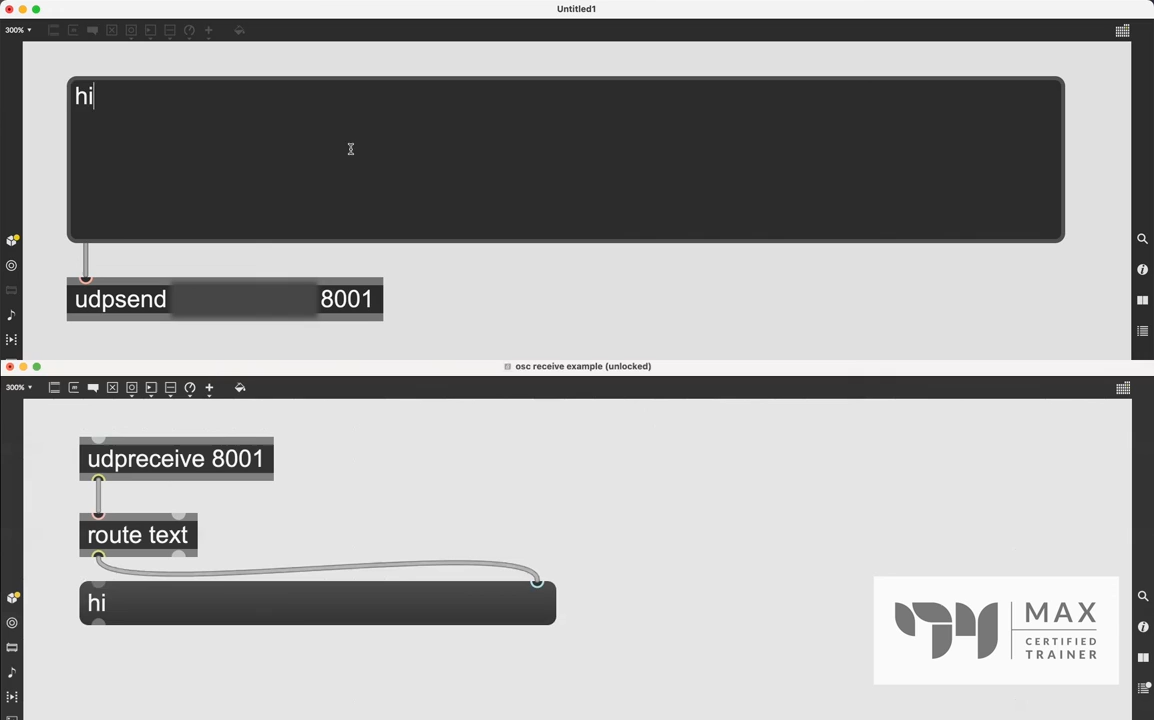 Untitled1
300%
hi
udpsend 8001
osc receive example (unlocked)
300%
udpreceive 8001
route text
hi
MAX
CERTIFIED
TRAINER